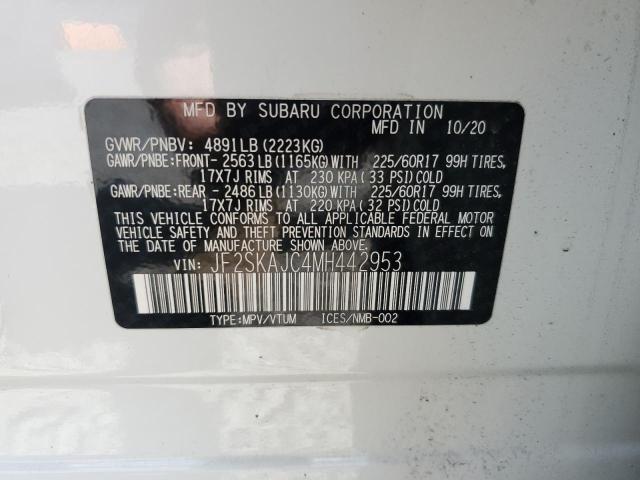 MFD BY SUBARU CORPORATION
MFD IN 10/20
GVWR/PNBV: 4891LB (2223KG)
GAWR/PNBE:FRONT- 2563LB(1165KG)WITH 225/60R17 99H TIRES,
17X7J RIMS AT 230 KPA( 33 PSI)COLD
GAWR/PNBE:REAR - 2486LB(1130KG)WITH 225/60R17 99H TIRES,
17X7J RIMS AT 220 KPA( 32 PSI)COLD
THIS VEHICLE CONFORMS TO ALL APPLICABLE FEDERAL MOTOR
VEHICLE SAFETY AND THEFT PREVENTION STANDARDS IN EFFECT ON
THE DATE OF MANUFACTURE SHOWN ABOVE.
VIN: JF2SKAJC4MH442953
TYPE:MPV/VTUM ICES/NMB-002